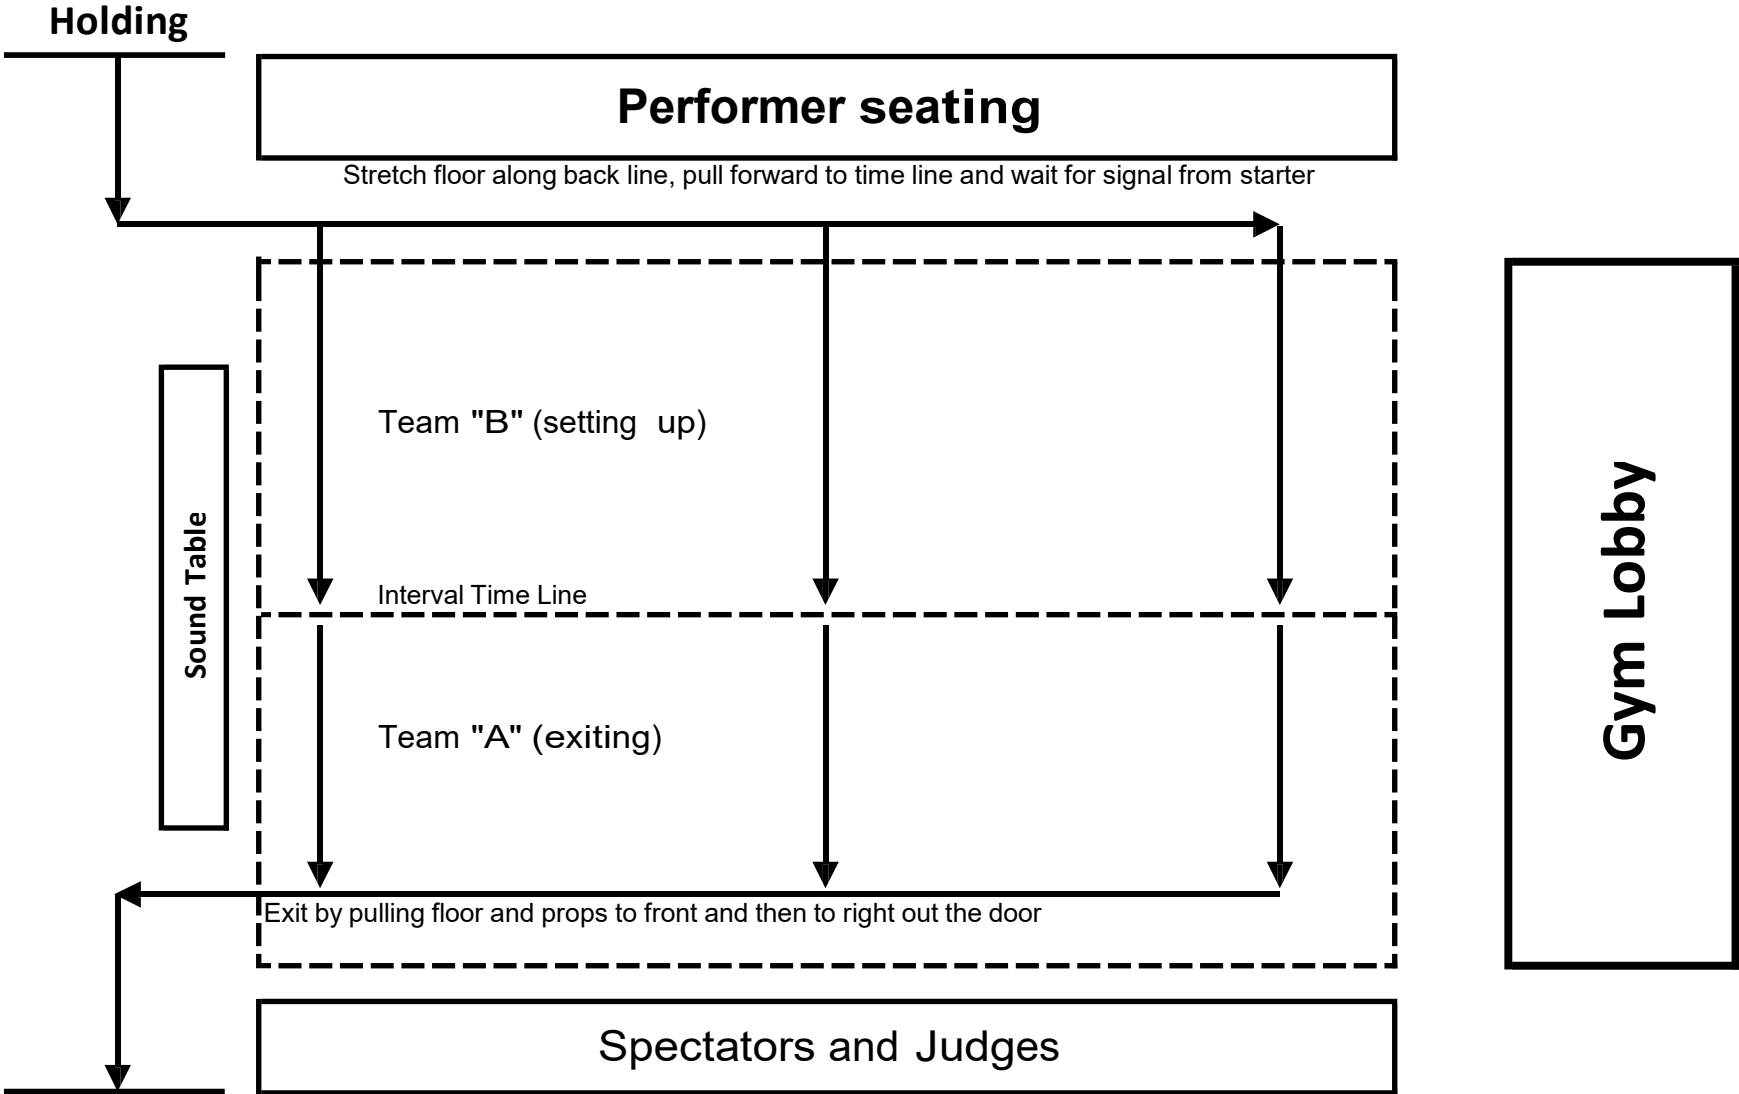 Holding
Performer seating
Stretch floor along back line, pull forward to time line and wait for signal from starter
Team "B" (setting up)
Sound Table
Interval Time Line
Gym Lobby
Team "A" (exiting)
Exit by pulling floor and props to front and then to right out the door
Spectators and Judges